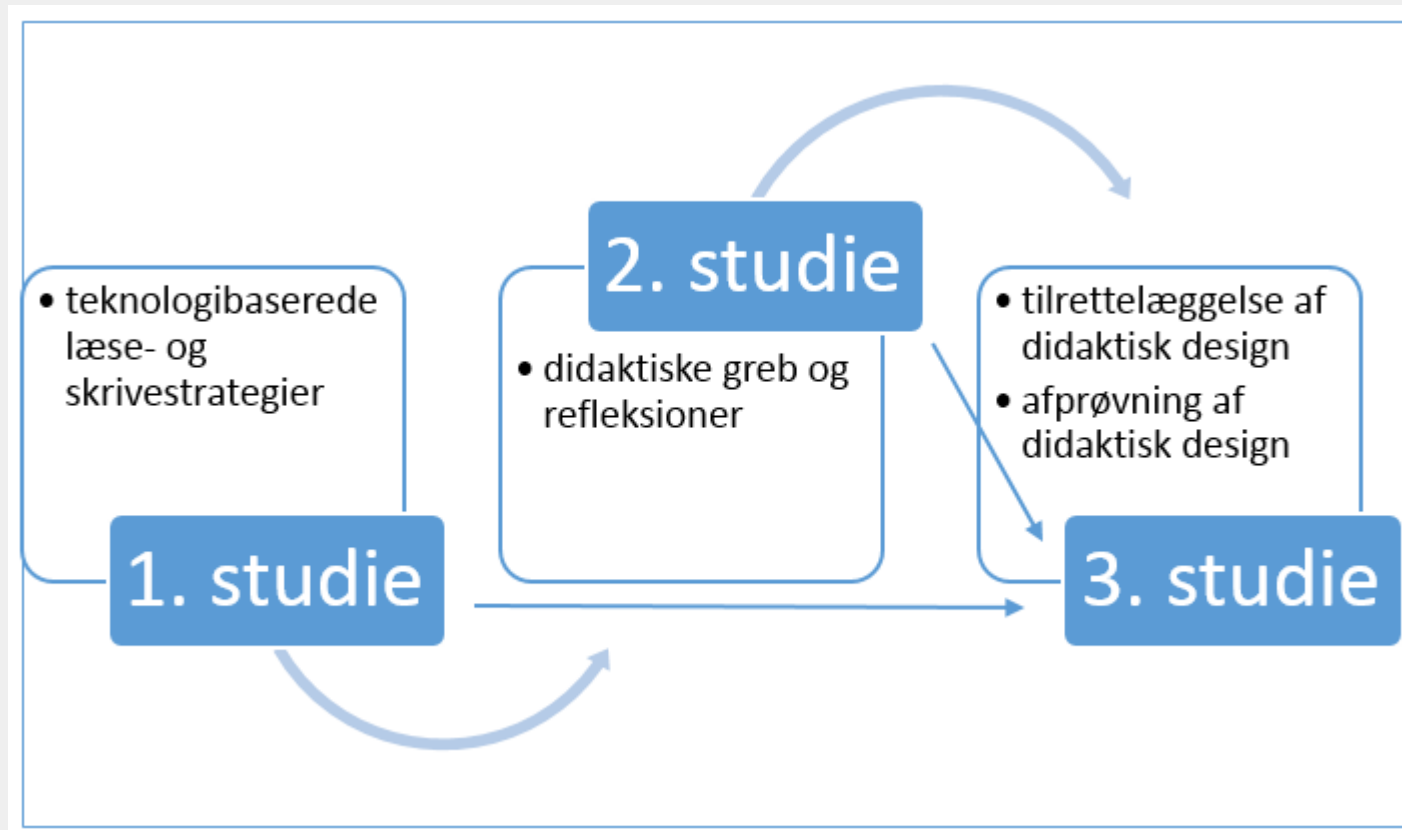 • teknologibaserede
læse- og
skrivestrategier
1. studie
2. studie
• didaktiske greb og
refleksioner
• tilrettelæggelse af
didaktisk design
• afprøvning af
didaktisk design
3. studie